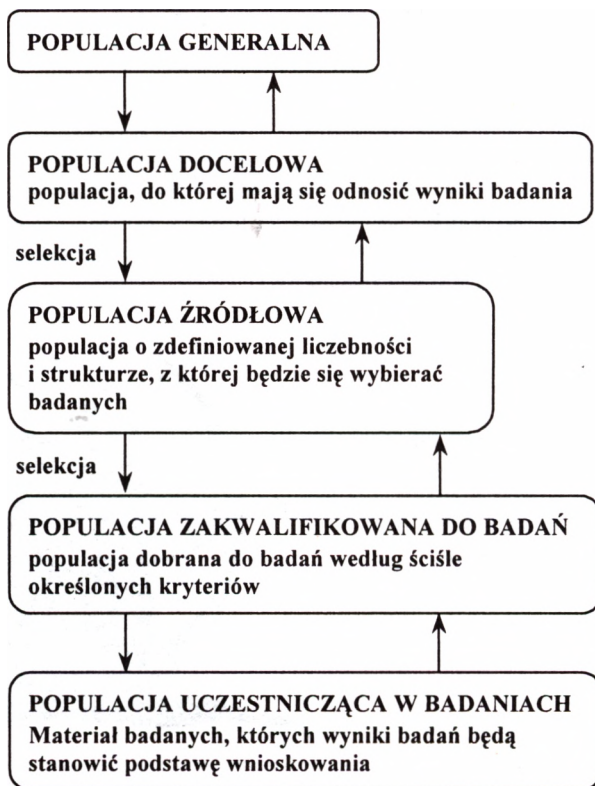 POPULACJA GENERALNA
POPULACJA DOCELOWA
populacja, do której mają się odnosić wyniki badania
selekcja
POPULACJA ŹRÓDŁOWA
populacja o zdefiniowanej liczebności
i strukturze, z której będzie się wybierać
badanych
selekcja
POPULACJA ZAKWALIFIKOWANA DO BADAŃ
populacja dobrana do badań według ściśle
określonych kryteriów
POPULACJA UCZESTNICZĄCA W BADANIACH
Materiał badanych, których wyniki badań będą
stanowić podstawę wnioskowania